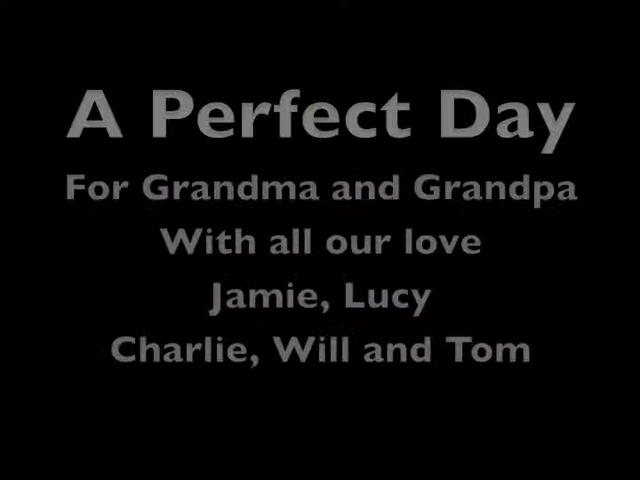 A Perfect Day
For Grandma and Grandpa
With all our love
Jamie, Lucy
Charlie, Will and Tom